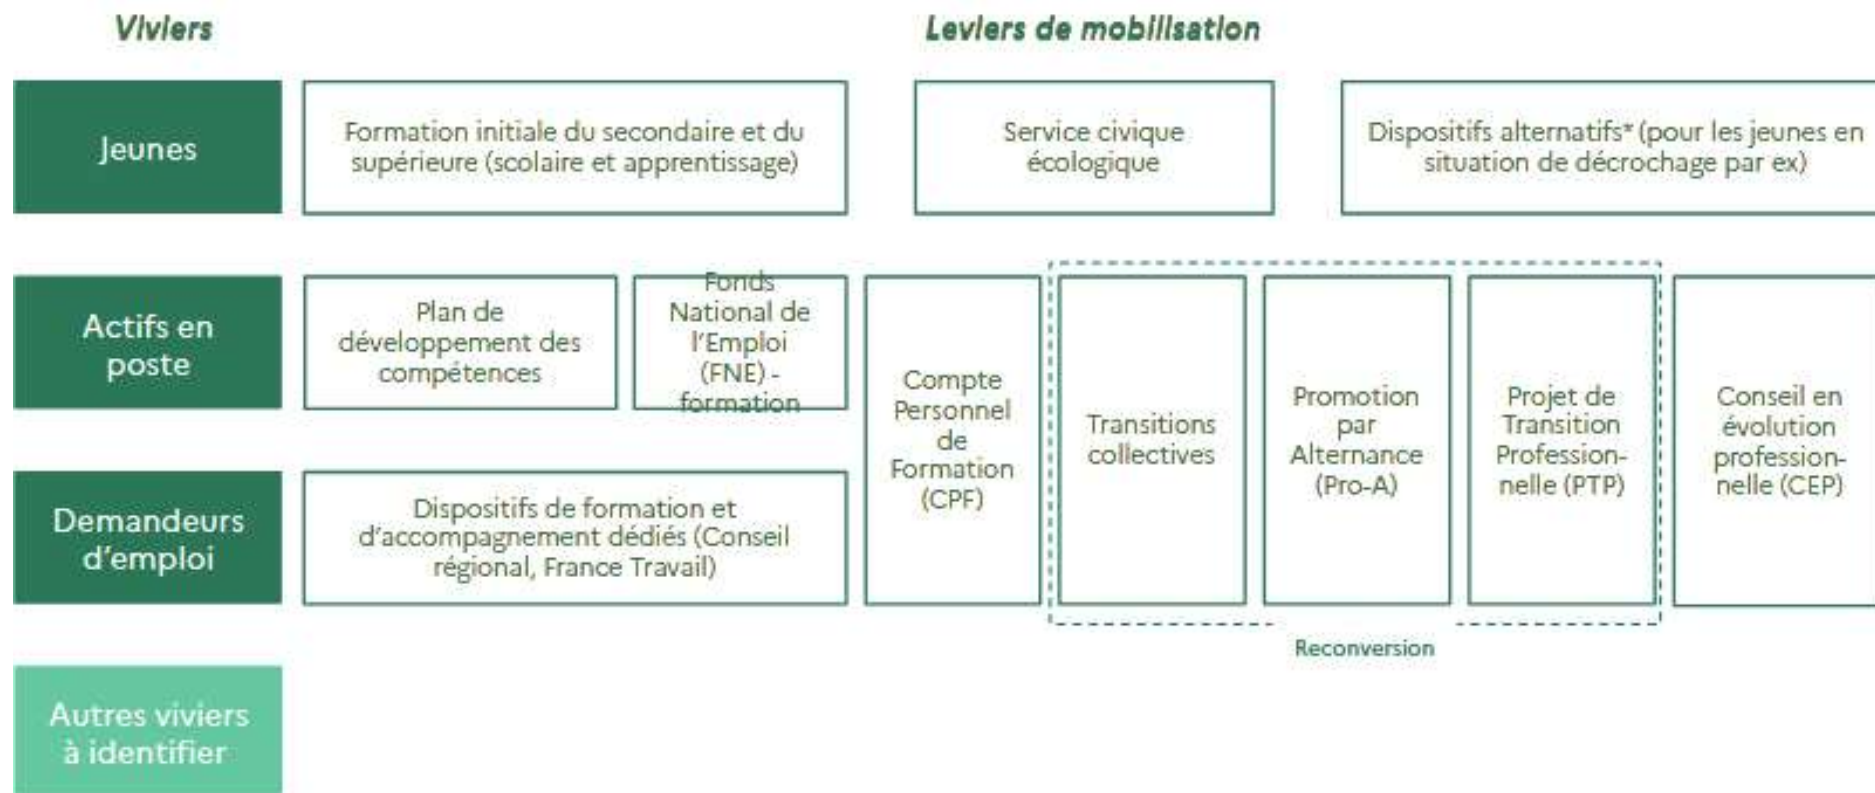 Viviers
Leviers de mobilisation
Jeunes
Formation initiale du secondaire et du
supérieure (scolaire et apprentissage)
Service civique
écologique
Dispositifs alternatifs* (pour les jeunes en
situation de décrochage par ex)
Actifs en
poste
Plan de
développement des
compétences
Fonds
National de
l'Emploi
(FNE) -
formation
Compte
Personnel
de
Formation
(CPF)
Transitions
collectives
Promotion
par
Alternance
(Pro-A)
Projet de
Transition
Profession-
nelle (PTP)
Conseil en
évolution
profession-
nelle (CEP)
Demandeurs
d'emploi
Dispositifs de formation et
d'accompagnement dédiés (Conseil
régional, France Travail)
Reconversion
Autres viviers
à identifier